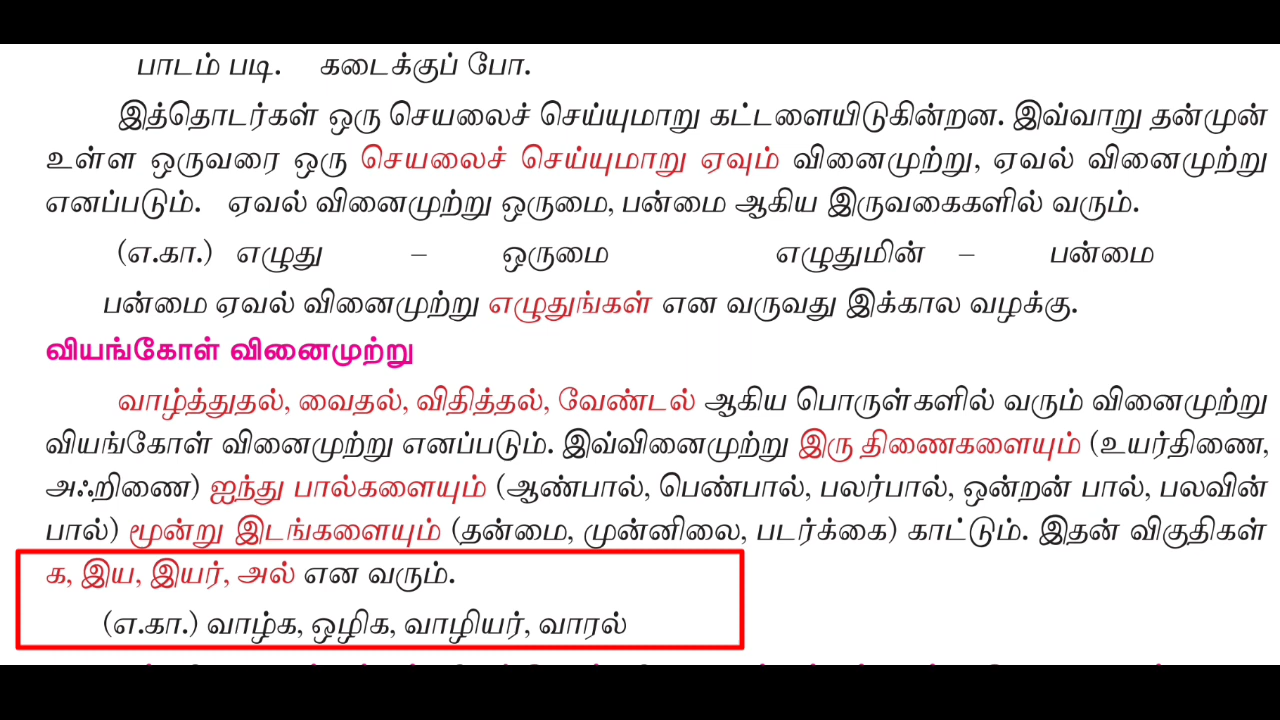 பாடம் படி. கடைக்குப் போ.
இத்தொடர்கள் ஒரு செயலைச் செய்யுமாறு கட்டளையிடுகின்றன. இவ்வாறு தன்முன்
உள்ள ஒருவரை ஒரு செயலைச் செய்யுமாறு ஏவும் வினைமுற்று, ஏவல் வினைமுற்று
எனப்படும். ஏவல் வினைமுற்று ஒருமை, பன்மை ஆகிய இருவகைகளில் வரும்.
(எ.கா.) எழுது – ஒருமை எழுதுமின் – பன்மை
பன்மை ஏவல் வினைமுற்று எழுதுங்கள் என வருவது இக்கால வழக்கு.
வியங்கோள் வினைமுற்று
வாழ்த்துதல், வைதல், விதித்தல், வேண்டல் ஆகிய பொருள்களில் வரும் வினைமுற்று
வியங்கோள் வினைமுற்று எனப்படும். இவ்வினைமுற்று இரு திணைகளையும் (உயர்திணை,
அஃறிணை) ஐந்து பால்களையும் (ஆண்பால், பெண்பால், பலர்பால், ஒன்றன் பால், பலவின்
பால்) மூன்று இடங்களையும் (தன்மை, முன்னிலை, படர்க்கை) காட்டும். இதன் விகுதிகள்
க, இய, இயர், அல் என வரும்.
(எ.கா.) வாழ்க, ஒழிக, வாழியர், வாரல்